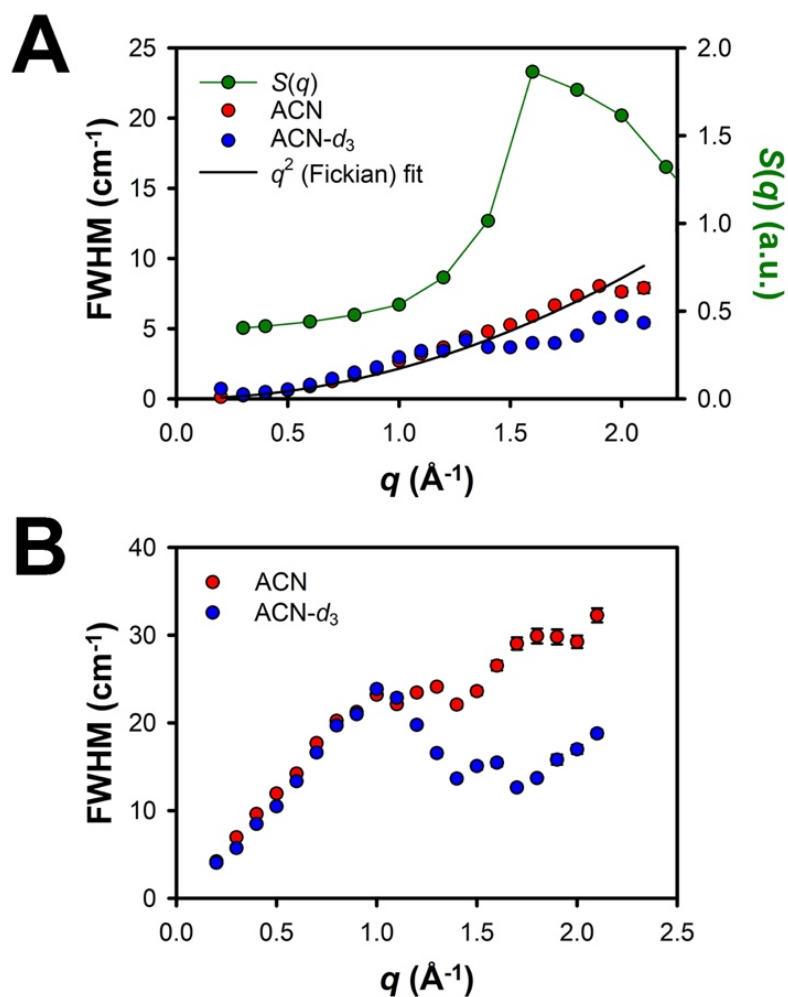 A
25
20
15
10
5
0
FWHM (cm-1)
S(q)
ACN
ACN-d3
q2 (Fickian) fit
2.0
1.5
1.0
0.5
0.0
S(q) (a.u.)
0.0 0.5 1.0 1.5 2.0
q (Å-1)
B
40
30
20
10
0
FWHM (cm-1)
ACN
ACN-d3
0.0 0.5 1.0 1.5 2.0 2.5
q (Å-1)